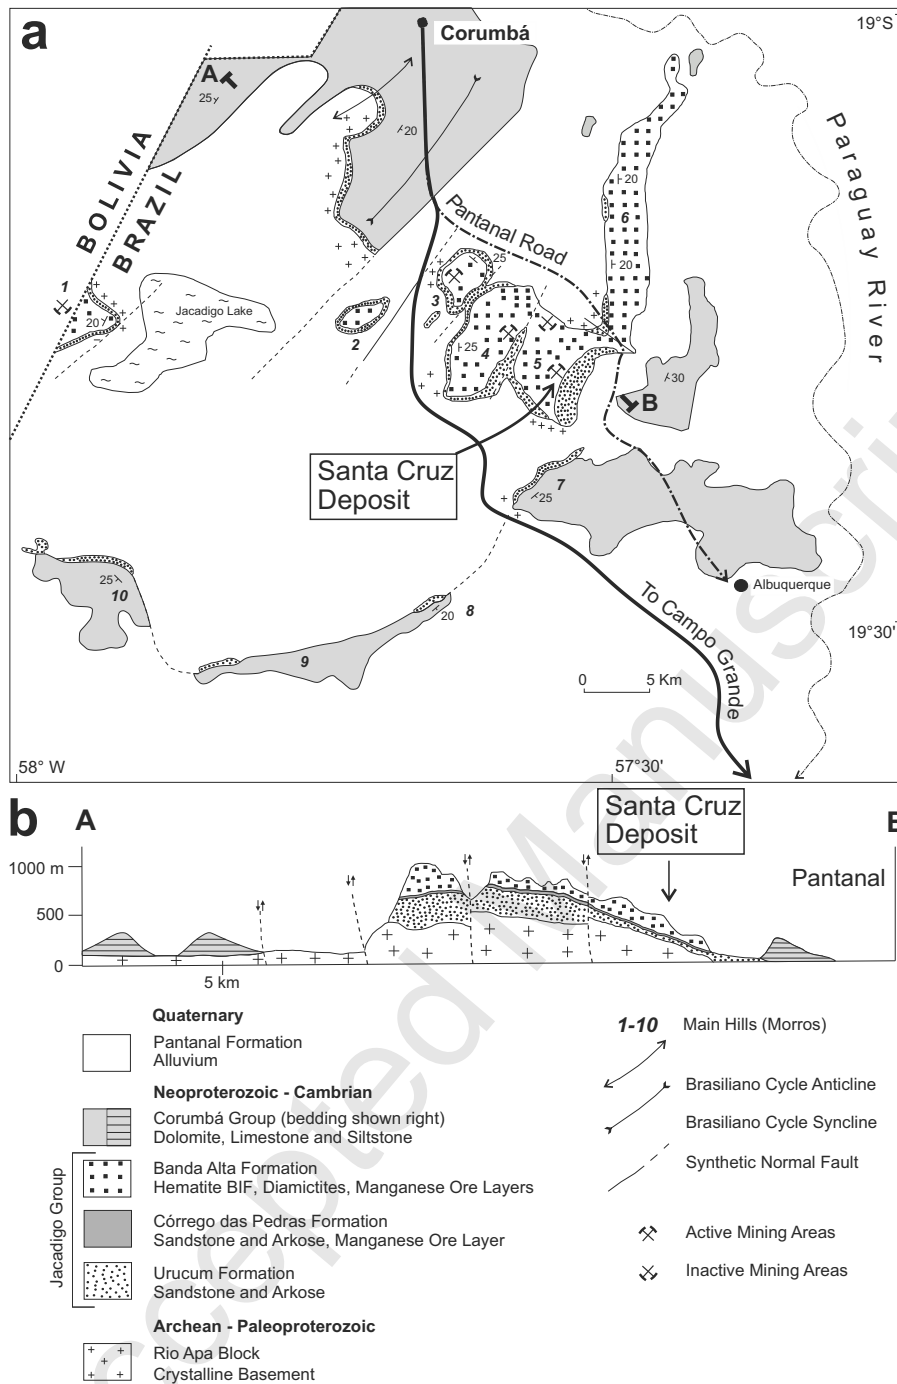 a
Corumbá
19°S
A
25
20
BOLIVIA
BRAZIL
Paraguay River
Pantanal Road
20
6
20
25
1
20
Jacadigo Lake
2
3
4
25
5
30
B
Santa Cruz
Deposit
7
25
10
25
8
20
9
Albuquerque
To Campo Grande
19°30'
0 5 Km
58° W
57°30'
b
A
Santa Cruz
Deposit
Pantanal
1000 m
500
0
5 km
Quaternary
Pantanal Formation
Alluvium
Neoproterozoic - Cambrian
Corumbá Group (bedding shown right)
Dolomite, Limestone and Siltstone
Jacadigo Group
Banda Alta Formation
Hematite BIF, Diamictites, Manganese Ore Layers
Córrego das Pedras Formation
Sandstone and Arkose, Manganese Ore Layer
Urucum Formation
Sandstone and Arkose
Archean - Paleoproterozoic
Rio Apa Block
Crystalline Basement
1-10 Main Hills (Morros)
Brasiliano Cycle Anticline
Brasiliano Cycle Syncline
Synthetic Normal Fault
Active Mining Areas
Inactive Mining Areas